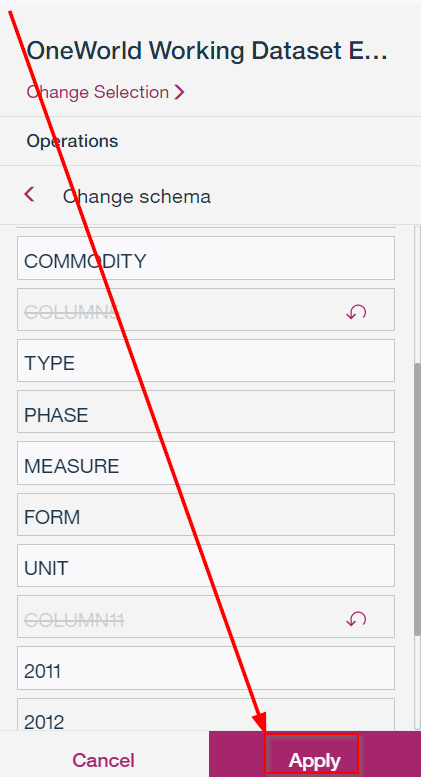 OneWorld Working Dataset E...
Change Selection
Operations
Change schema
COMMODITY
COLUMN5
TYPE
PHASE
MEASURE
FORM
UNIT
COLUMN11
2011
2012
Cancel
Apply